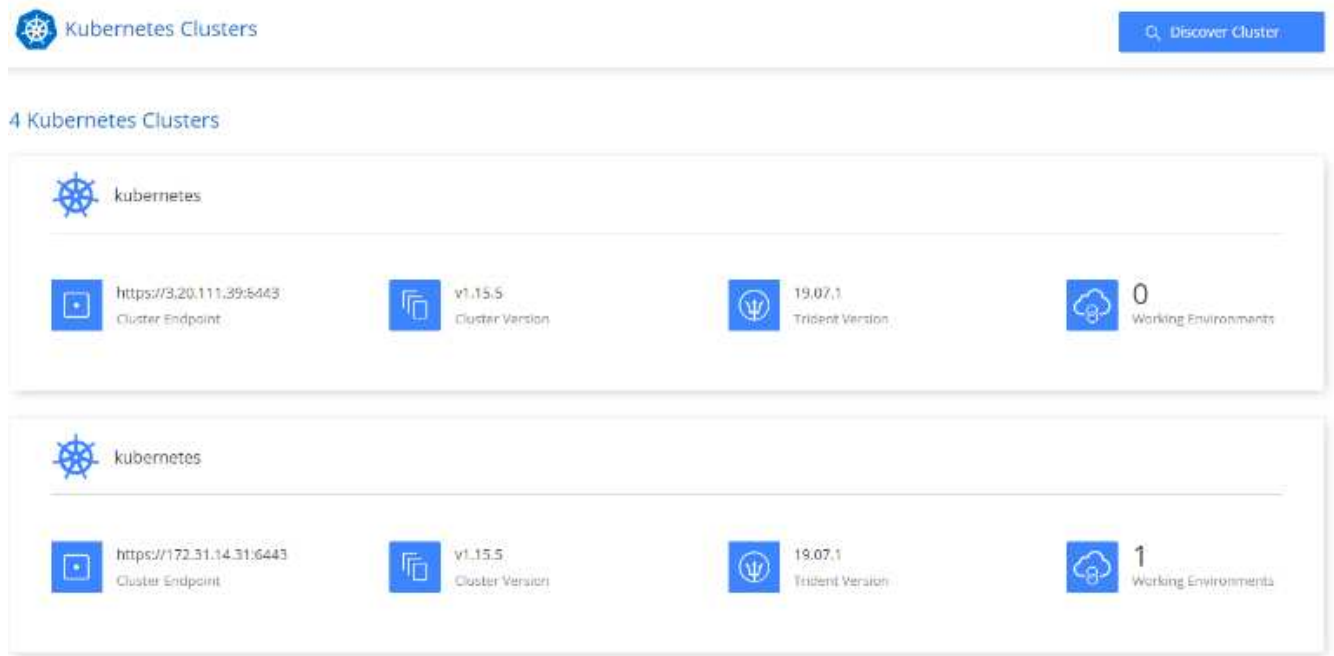 Kubernetes Clusters
Discover Cluster
4 Kubernetes Clusters
kubernetes
https://3.20.111.39:6443
Cluster Endpoint
v1.15.5
Cluster Version
19.07.1
Trident Version
0
Working Environments
kubernetes
https://172.31.14.31:6443
Cluster Endpoint
v1.15.5
Cluster Version
19.07.1
Trident Version
1
Working Environments